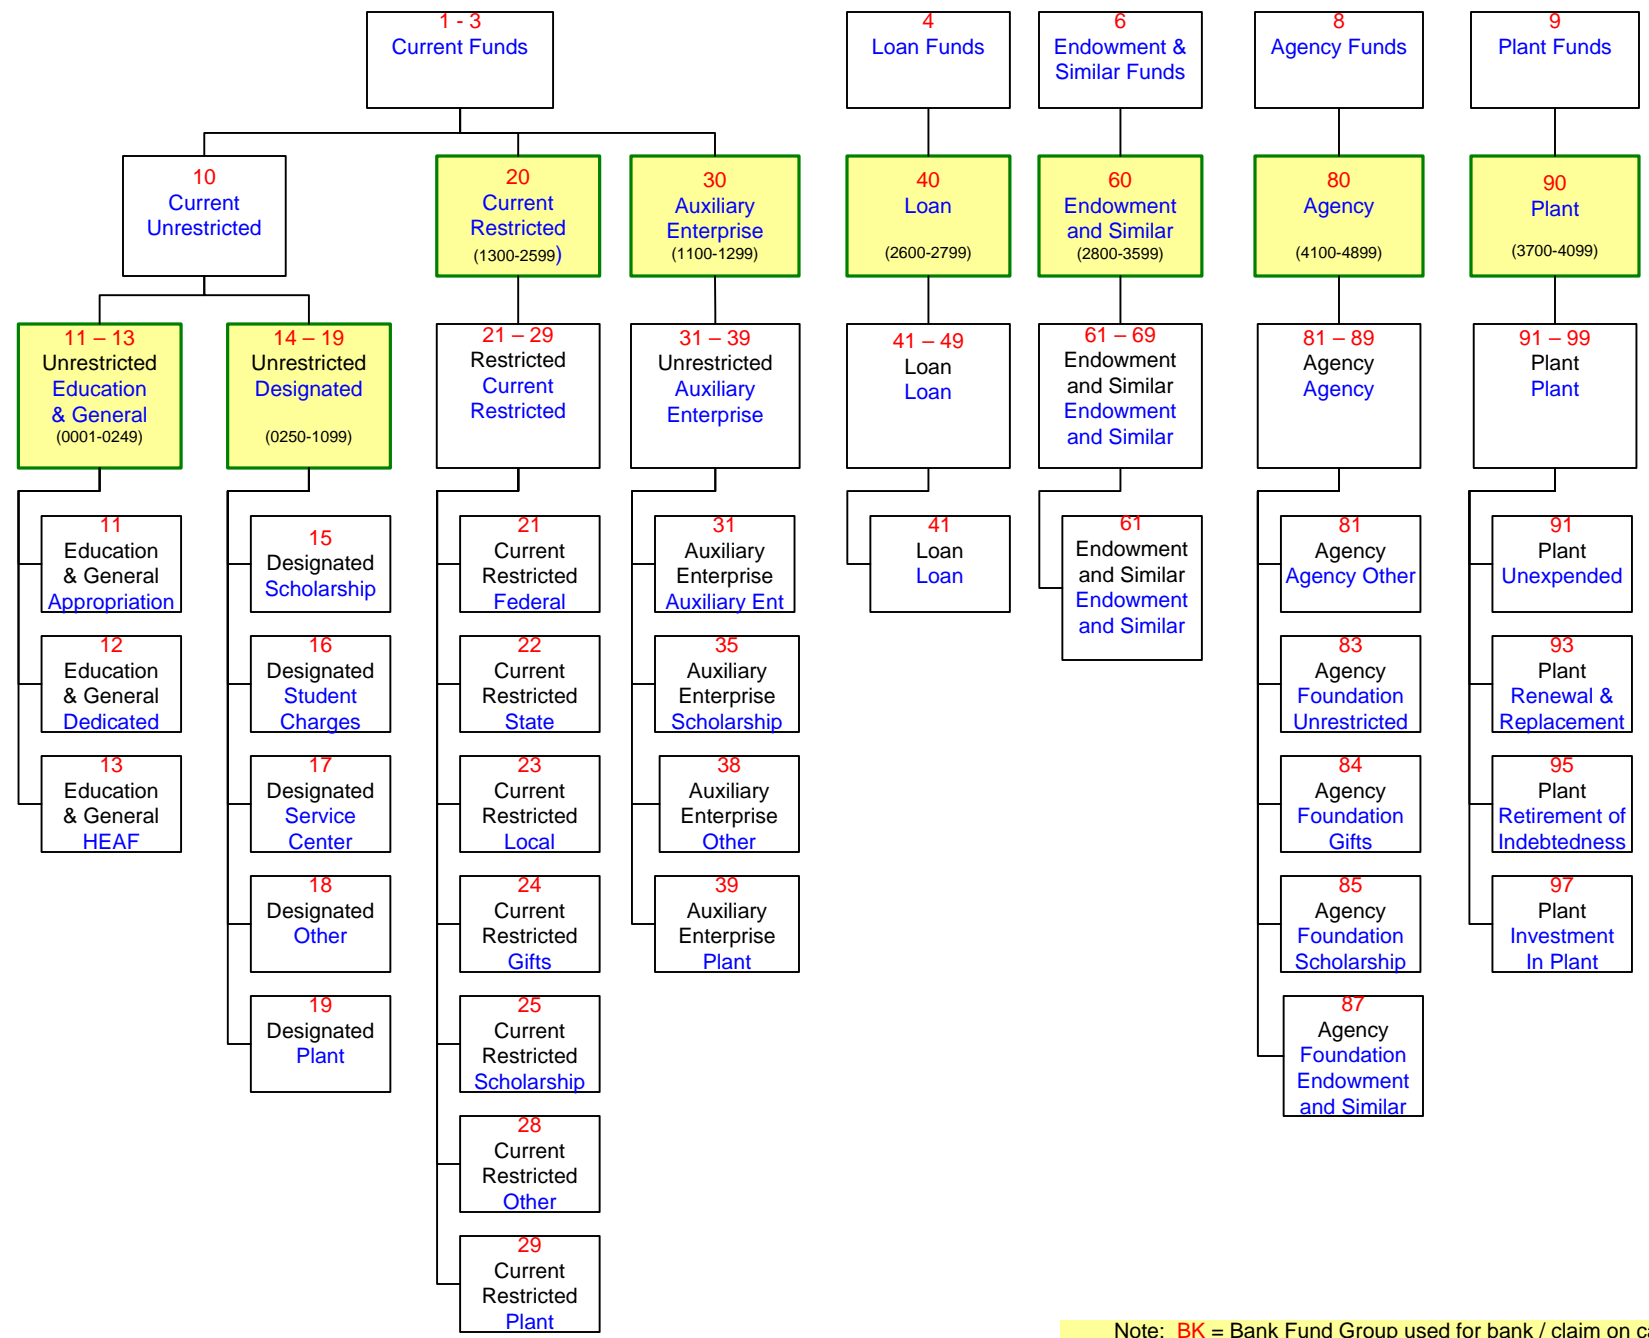 1 - 3
Current Funds
4
Loan Funds
6
Endowment &
Similar Funds
8
Agency Funds
9
Plant Funds
10
Current
Unrestricted
20
Current
Restricted
(1300-2599)
30
Auxiliary
Enterprise
(1100-1299)
40
Loan
(2600-2799)
60
Endowment
and Similar
(2800-3599)
80
Agency
(4100-4899)
90
Plant
(3700-4099)
11 – 13
Unrestricted
Education
& General
(0001-0249)
14 – 19
Unrestricted
Designated
(0250-1099)
21 – 29
Restricted
Current
Restricted
31 – 39
Unrestricted
Auxiliary
Enterprise
41 – 49
Loan
Loan
61 – 69
Endowment
and Similar
Endowment
and Similar
81 – 89
Agency
Agency
91 – 99
Plant
Plant
11
Education
& General
Appropriation
12
Education
& General
Dedicated
13
Education
& General
HEAF
15
Designated
Scholarship
16
Designated
Student
Charges
17
Designated
Service
Center
18
Designated
Other
19
Designated
Plant
21
Current
Restricted
Federal
22
Current
Restricted
State
23
Current
Restricted
Local
24
Current
Restricted
Gifts
25
Current
Restricted
Scholarship
28
Current
Restricted
Other
29
Current
Restricted
Plant
31
Auxiliary
Enterprise
Auxiliary Ent
35
Auxiliary
Enterprise
Scholarship
38
Auxiliary
Enterprise
Other
39
Auxiliary
Enterprise
Plant
41
Loan
Loan
61
Endowment
and Similar
Endowment
and Similar
81
Agency
Agency Other
83
Agency
Foundation
Unrestricted
84
Agency
Foundation
Gifts
85
Agency
Foundation
Scholarship
87
Agency
Foundation
Endowment
and Similar
91
Plant
Unexpended
93
Plant
Renewal &
Replacement
95
Plant
Retirement of
Indebtedness
97
Plant
Investment
In Plant
Note: BK = Bank Fund Group used for bank / claim on